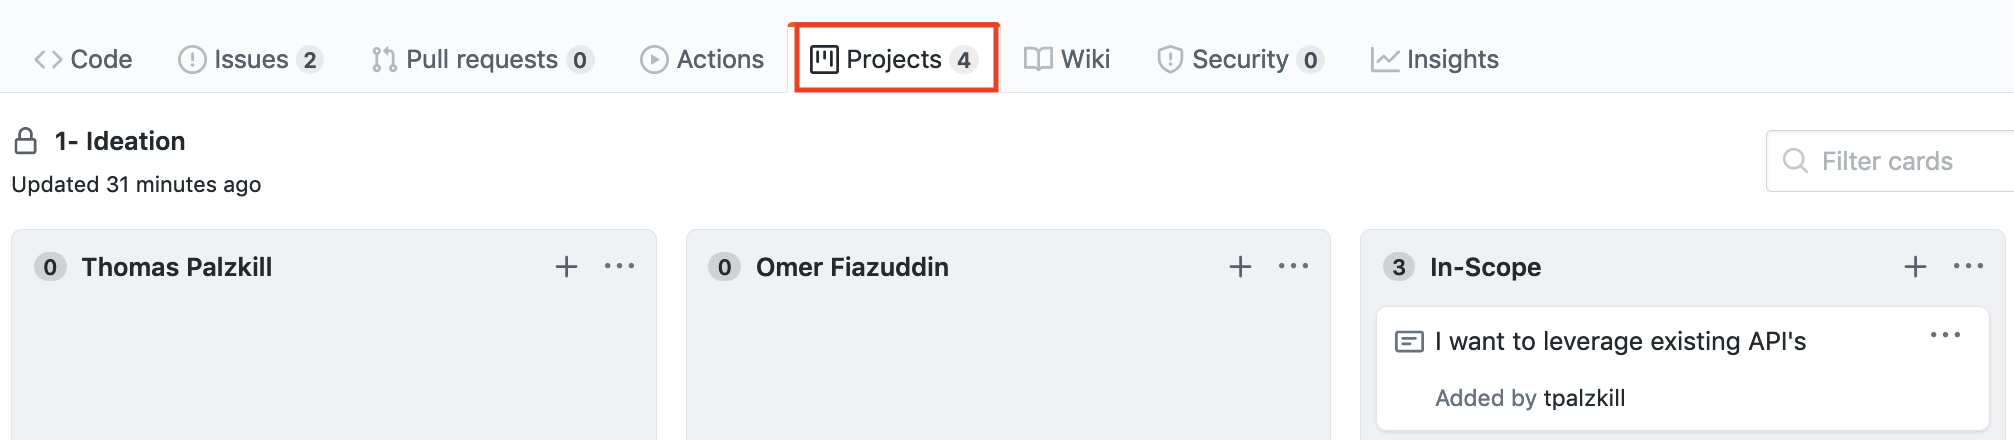 Code Issues 2 Pull requests 0 Actions Projects 4 Wiki Security 0 Insights
1- Ideation
Updated 31 minutes ago
Filter cards
0 Thomas Palzkill
0 Omer Fiazuddin
3 In-Scope
I want to leverage existing API's
Added by tpalzkill